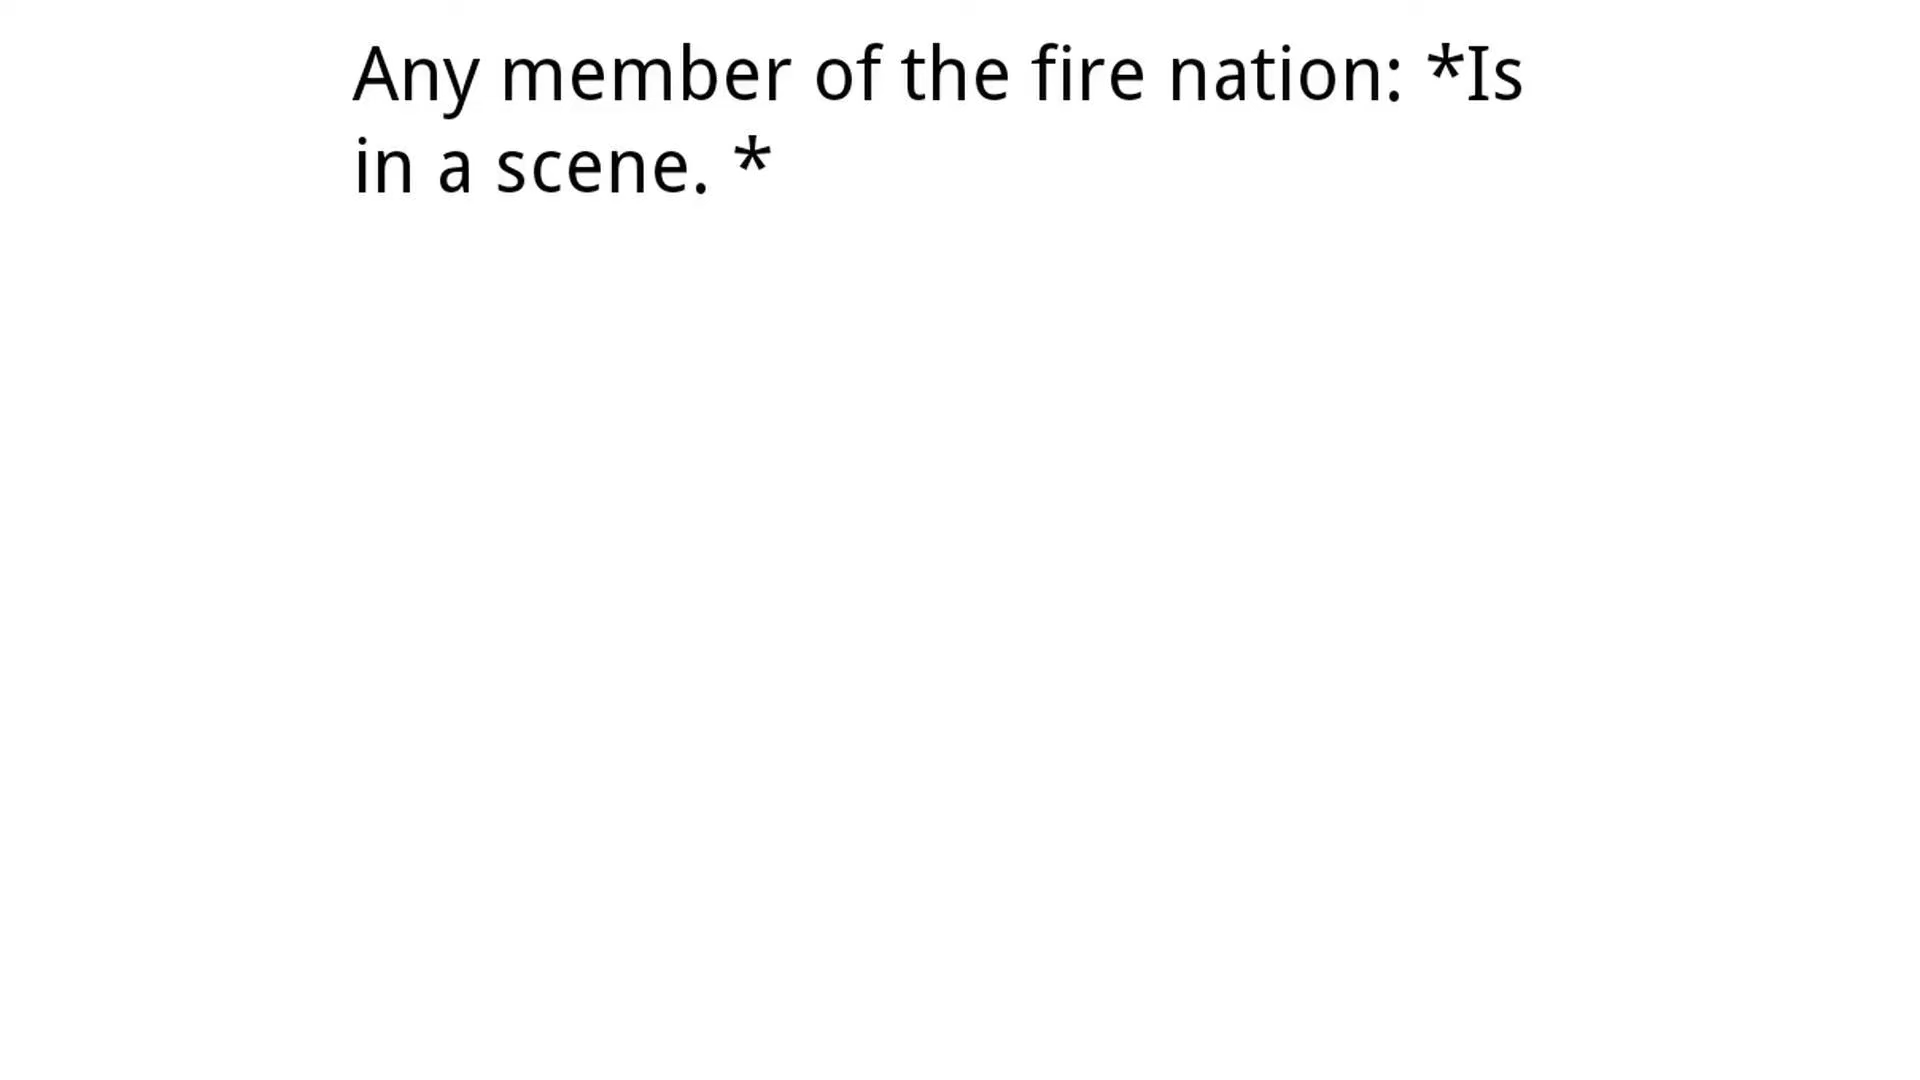 Any member of the fire nation: *Is
in a scene. *